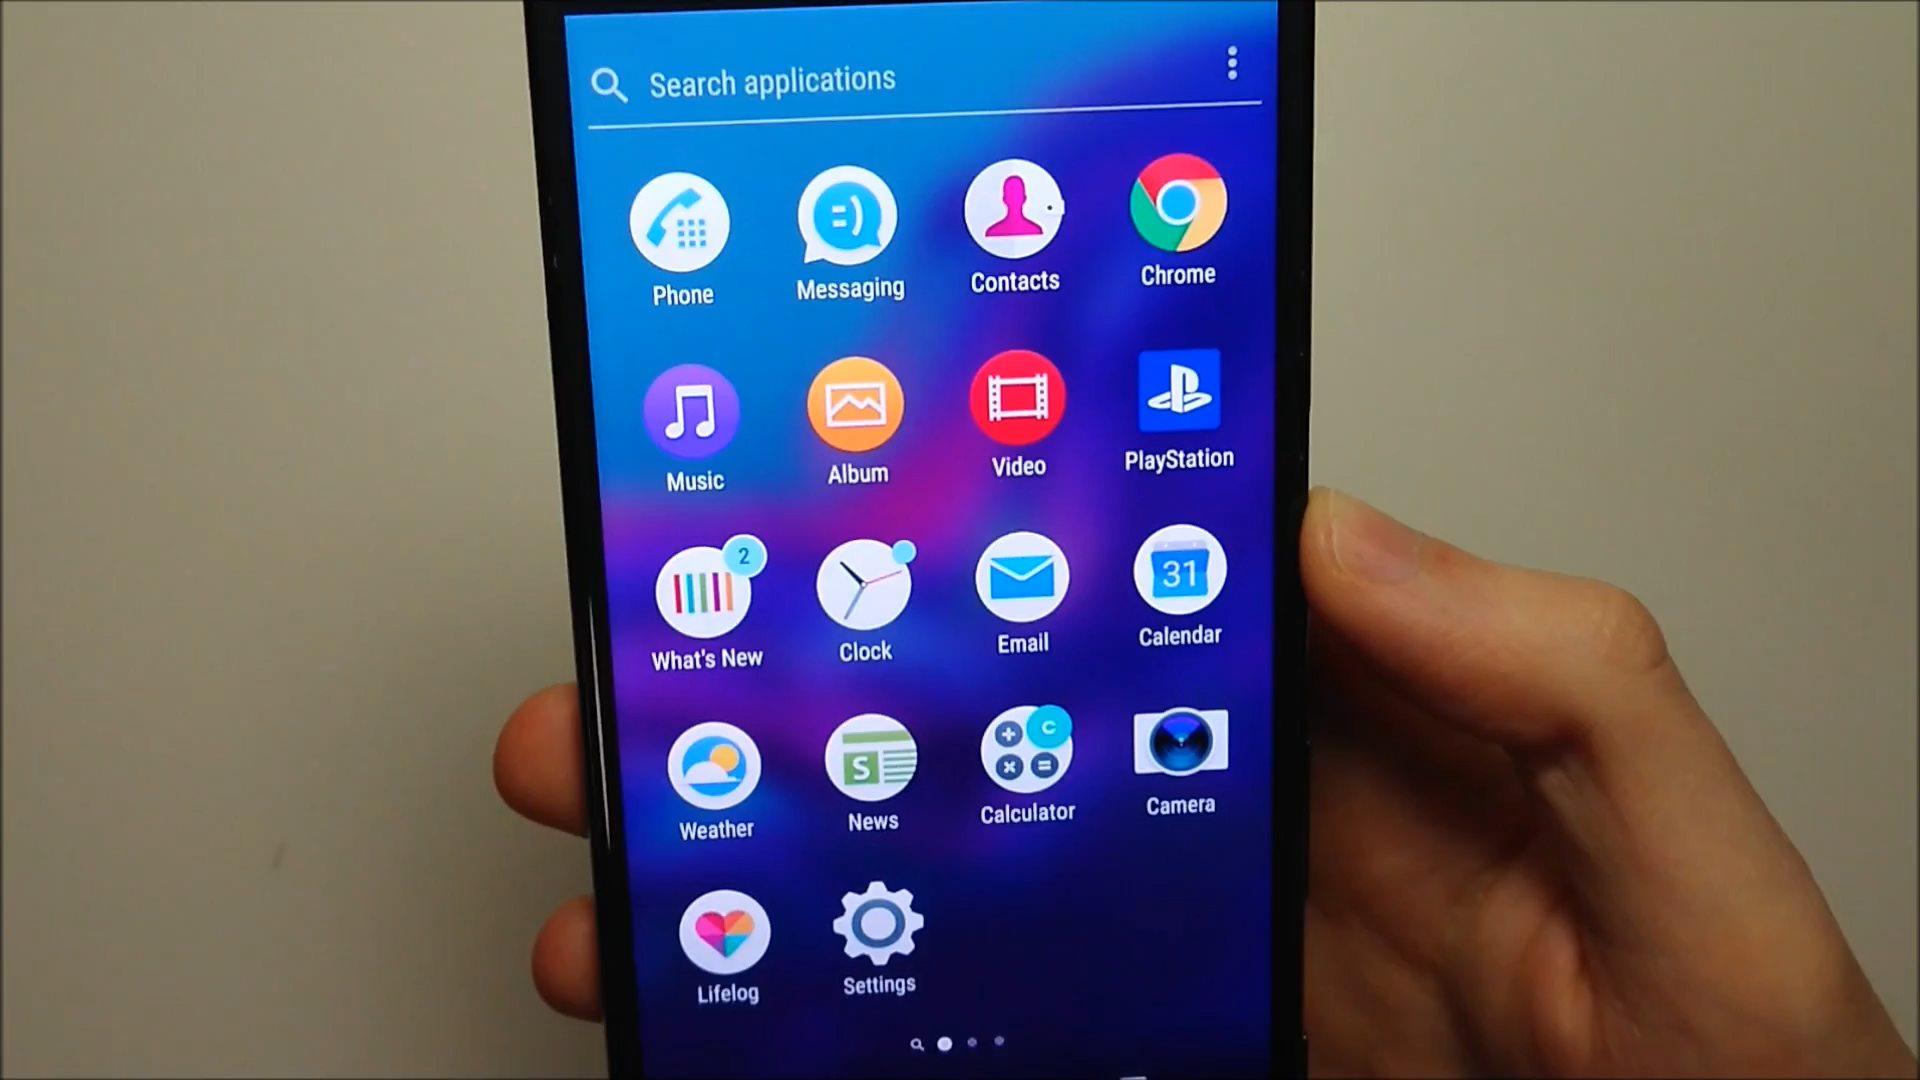 Search applications
Phone
Messaging
Contacts
Chrome
Music
Album
Video
PlayStation
2
31
What's New
Clock
Email
Calendar
S
C
Weather
News
Calculator
Camera
Lifelog
Settings